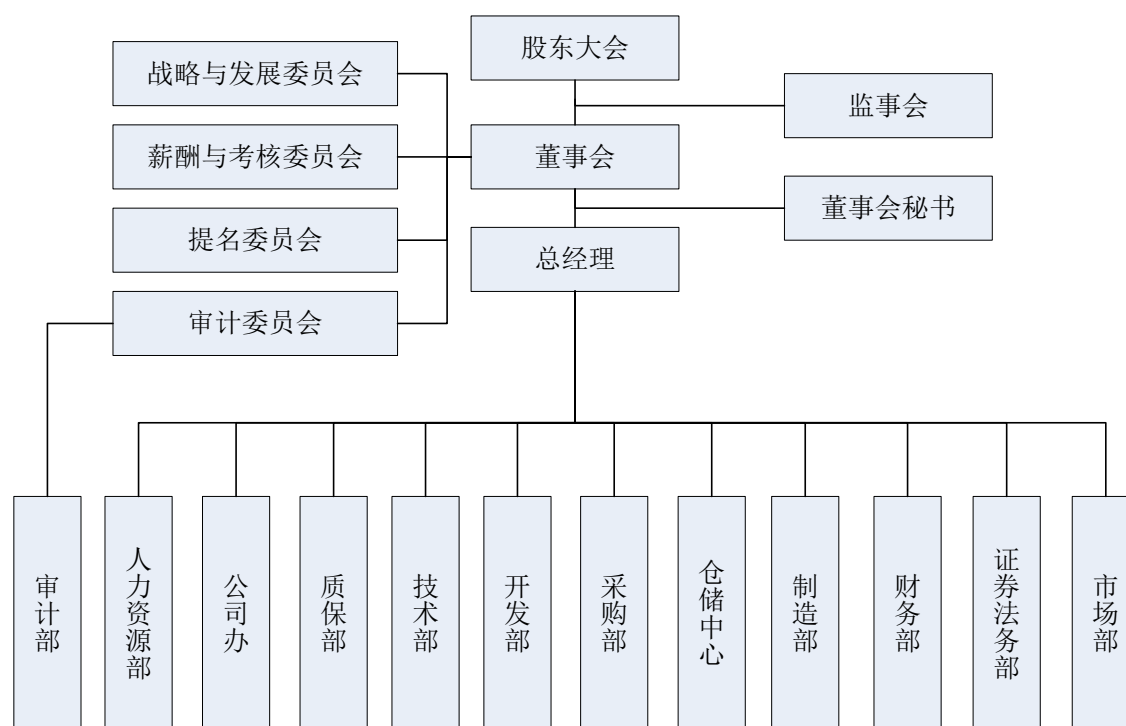 股东大会
战略与发展委员会
监事会
薪酬与考核委员会
董事会
董事会秘书
提名委员会
总经理
审计委员会
审计部
人力资源部
公司办
质保部
技术部
开发部
采购部
仓储中心
制造部
财务部
证券法务部
市场部